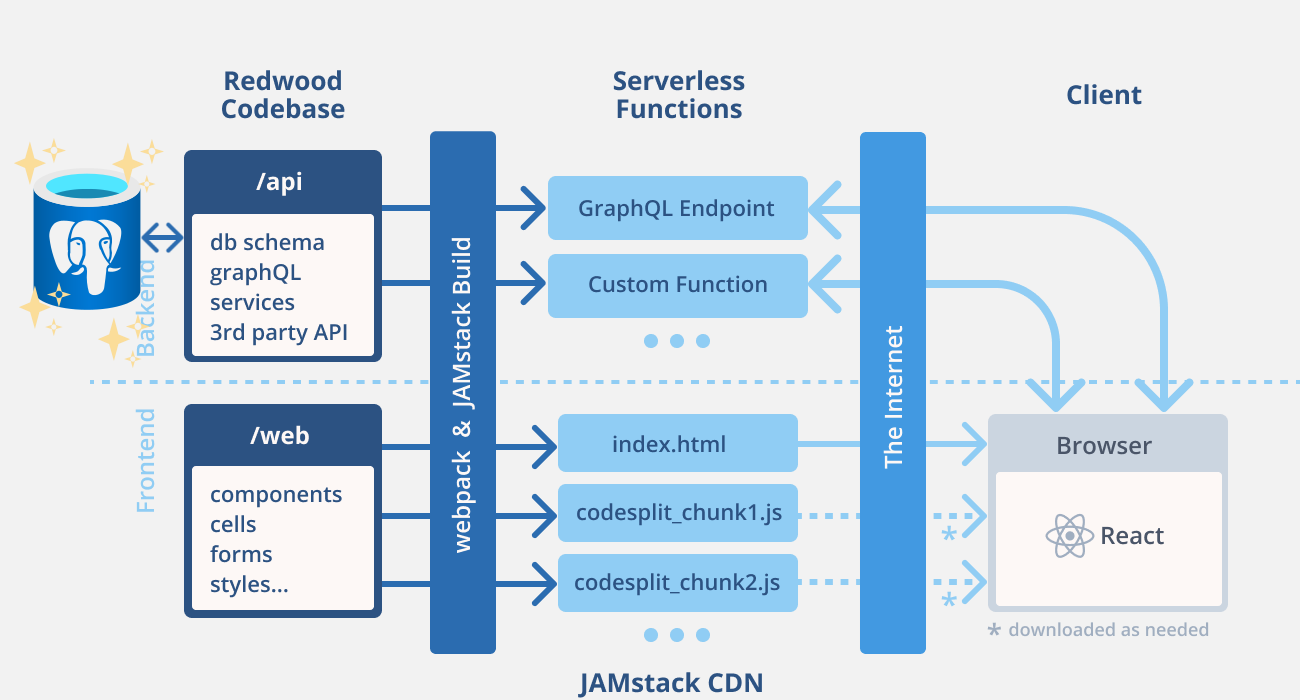 Redwood
Codebase
Serverless
Functions
Client
/api
db schema
graphQL
services
3rd party API
Backend
webpack & JAMstack Build
GraphQL Endpoint
Custom Function
The Internet
Frontend
/web
components
cells
forms
styles...
index.html
codesplit_chunk1.js
codesplit_chunk2.js
Browser
React
*
*
* downloaded as needed
JAMstack CDN